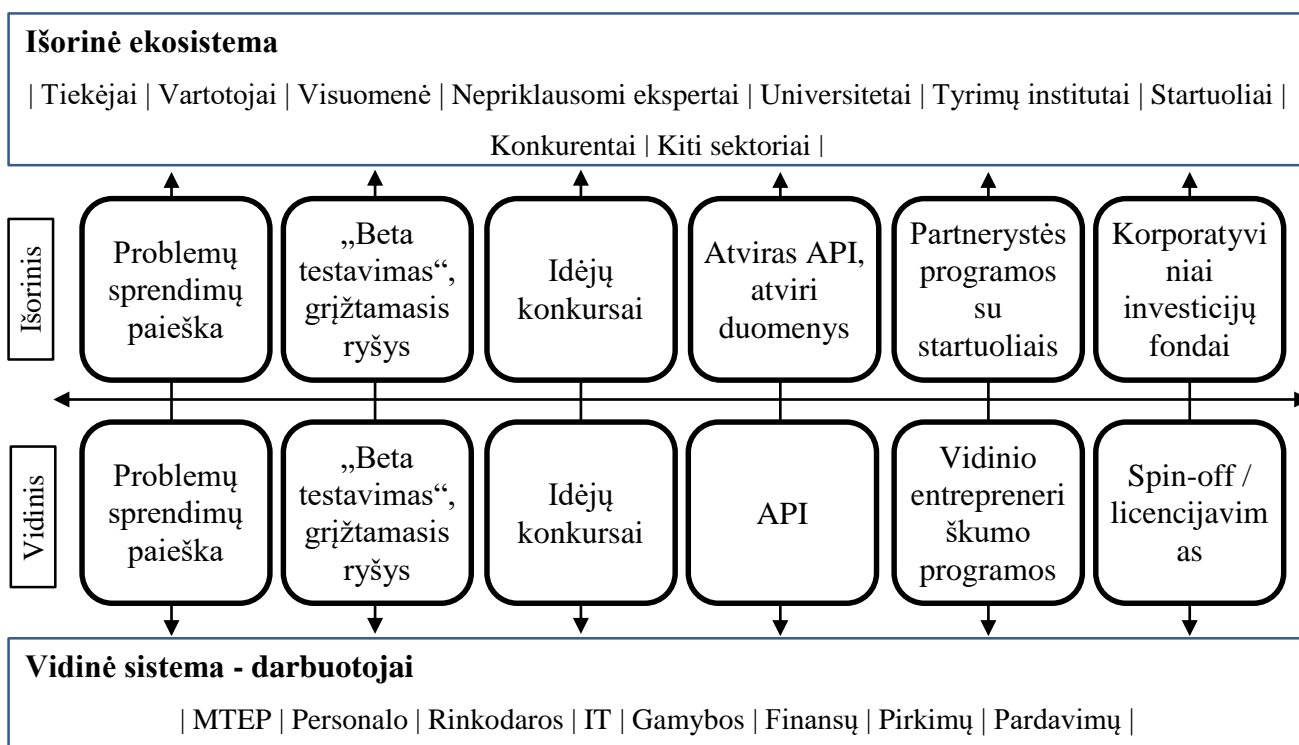 Išorinė ekosistema
| Tiekėjai | Vartotojai | Visuomenė | Nepriklausomi ekspertai | Universitetai | Tyrimų institutai | Startuoliai |
Konkurentai | Kiti sektoriai |
Išorinis
Problemų
sprendimų
paieška
„Beta
testavimas“,
grįžtamasis
ryšys
Idėjų
konkursai
Atviras API,
atviri
duomenys
Partnerystės
programos
su
startuoliais
Korporatyvi
niai
investicijų
fondai
Vidinis
Problemų
sprendimų
paieška
„Beta
testavimas“,
grįžtamasis
ryšys
Idėjų
konkursai
API
Vidinio
entrepreneri
škumo
programos
Spin-off /
licencijavim
as
Vidinė sistema - darbuotojai
| MTEP | Personalo | Rinkodaros | IT | Gamybos | Finansų | Pirkimų | Pardavimų |